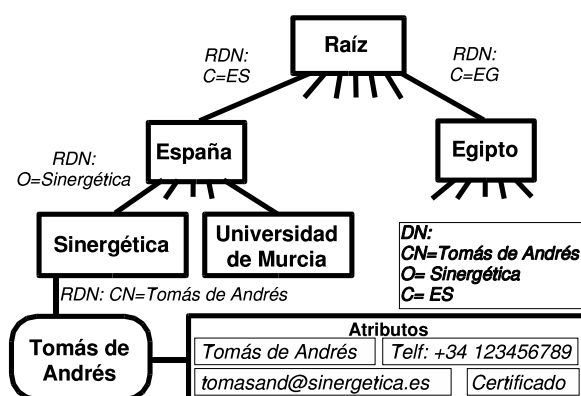 Raíz
RDN:
C=ES
RDN:
C=EG
España
Egipto
RDN:
O=Sinergética
Sinergética
Universidad
de Murcia
DN:
CN=Tomás de Andrés
O= Sinergética
C= ES
RDN: CN=Tomás de Andrés
Tomás de
Andrés
Atributos
Tomás de Andrés
Telf: +34 123456789
tomasand@sinergetica.es
Certificado